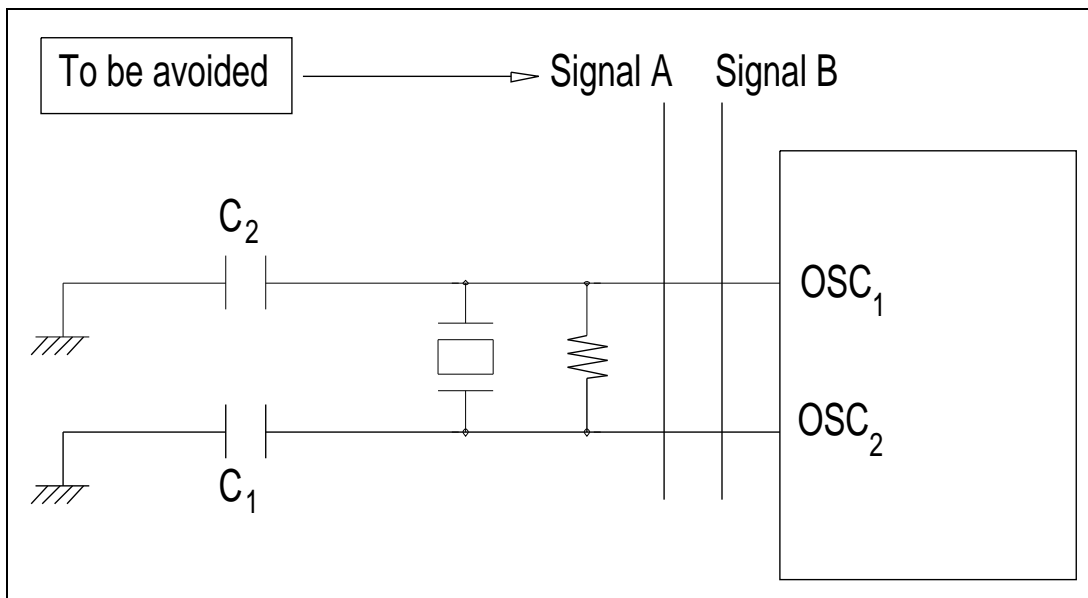 To be avoided
Signal A
Signal B
C2
OSC1
OSC2
C1